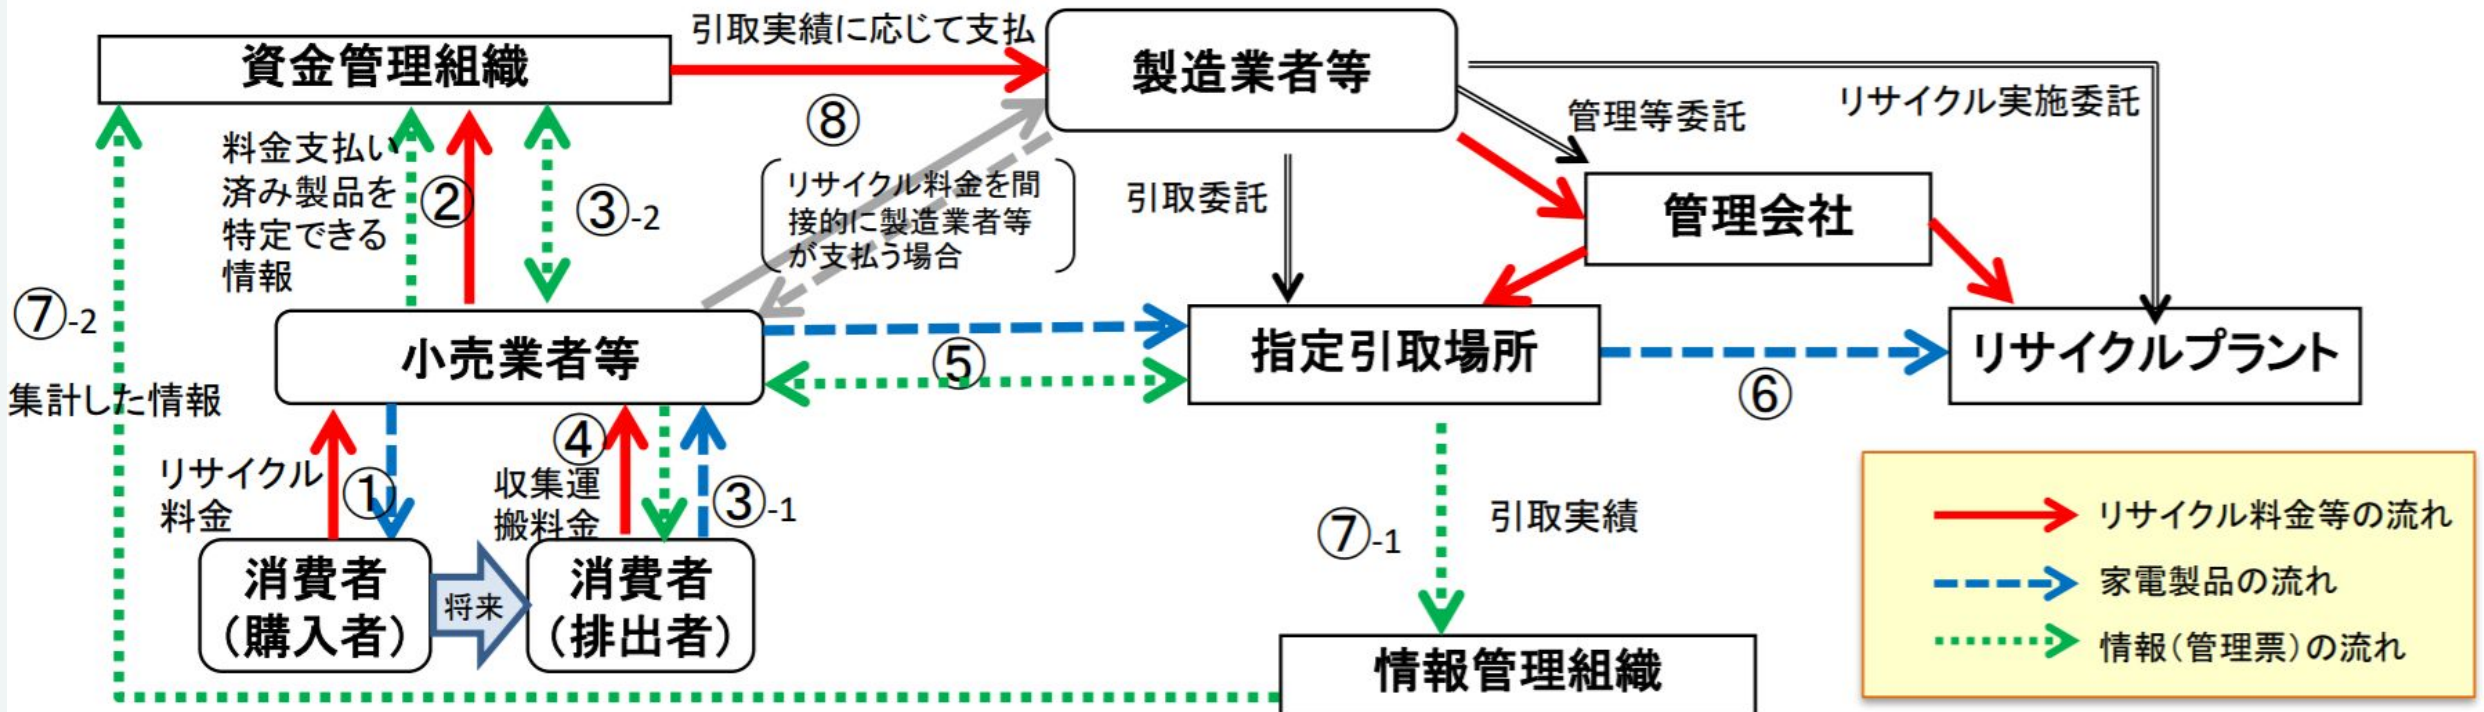 引取実績に応じて支払
資金管理組織
製造業者等
⑧
管理等委託
リサイクル実施委託
料金支払い
済み製品を
特定できる
情報
②
③-2
リサイクル料金を間
接的に製造業者等
が支払う場合
引取委託
管理会社
⑦-2
小売業者等
⑤
指定引取場所
⑥
リサイクルプラント
集計した情報
リサイクル
料金
①
④
収集運
搬料金
③-1
⑦-1
引取実績
消費者
(購入者)
将来
消費者
(排出者)
情報管理組織
リサイクル料金等の流れ
家電製品の流れ
情報(管理票)の流れ